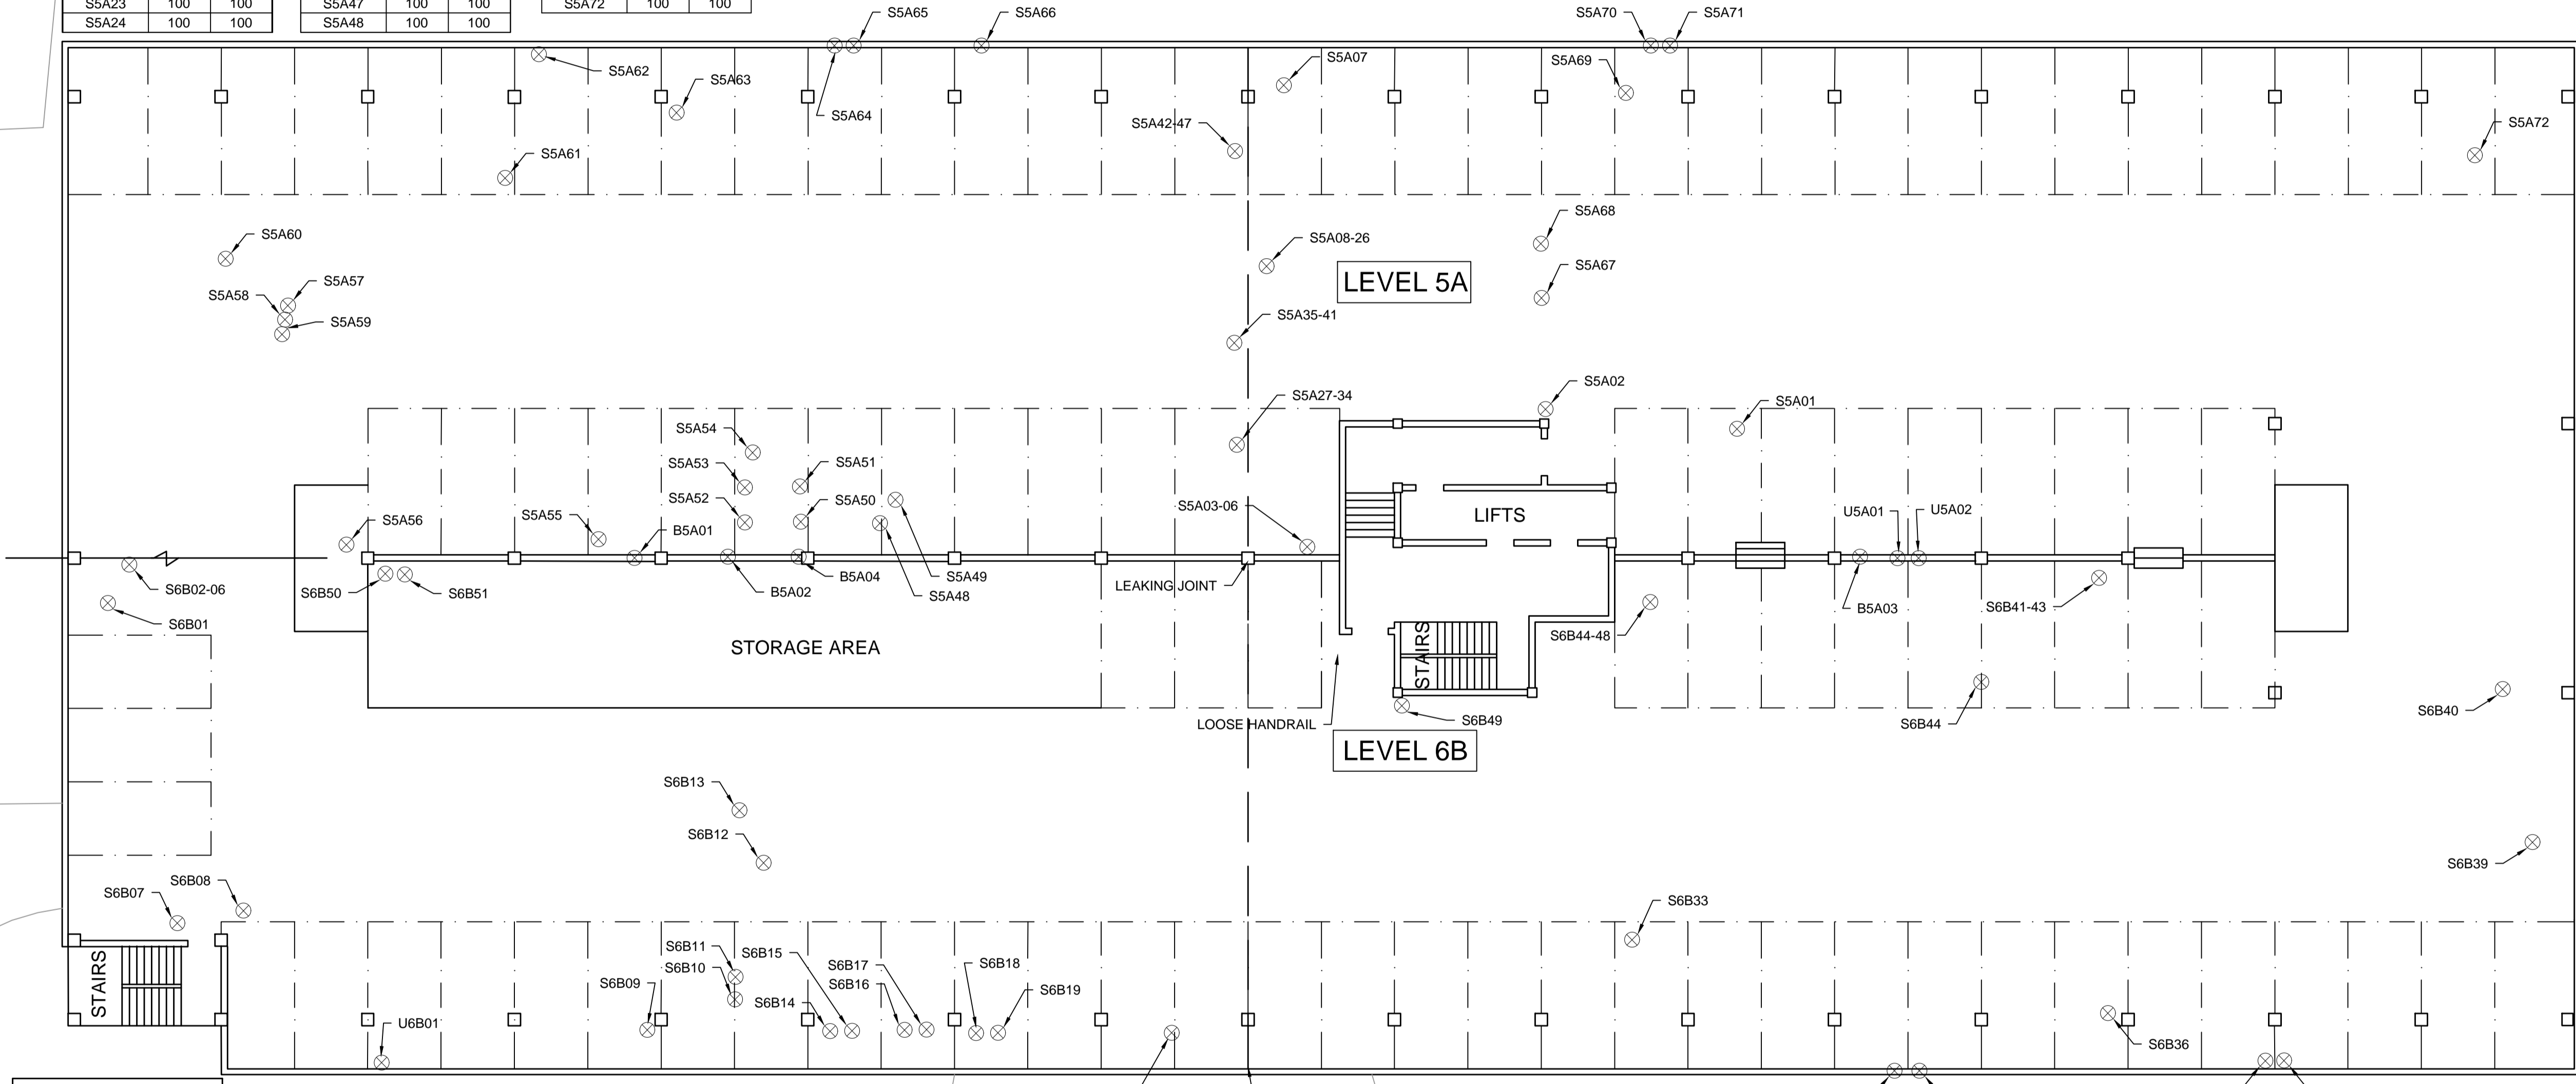 S5A23 100 100 S5A47 100 100 S5A72 100 100
S5A24 100 100 S5A48 100 100
S5A65
S5A66
S5A70
S5A71
S5A62
S5A63
S5A64
S5A07
S5A69
S5A42-47
S5A72
S5A61
S5A60
S5A68
S5A08-26
S5A67
LEVEL 5A
S5A57
S5A58
S5A59
S5A35-41
S5A02
S5A27-34
S5A01
S5A54
S5A53
S5A51
S5A52
S5A50
S5A03-06
LIFTS
U5A01
U5A02
S5A56
S5A55
B5A01
S5A49
S5A48
B5A04
B5A02
LEAKING JOINT
S6B02-06
S6B50
S6B51
S6B01
B5A03
S6B41-43
S6B44-48
STORAGE AREA
STAIRS
LOOSE HANDRAIL
S6B49
S6B44
S6B40
LEVEL 6B
S6B13
S6B12
S6B39
S6B07
S6B08
S6B33
S6B11
S6B15
S6B10
S6B17
S6B18
S6B16
S6B09
S6B14
S6B19
STAIRS
U6B01
S6B36